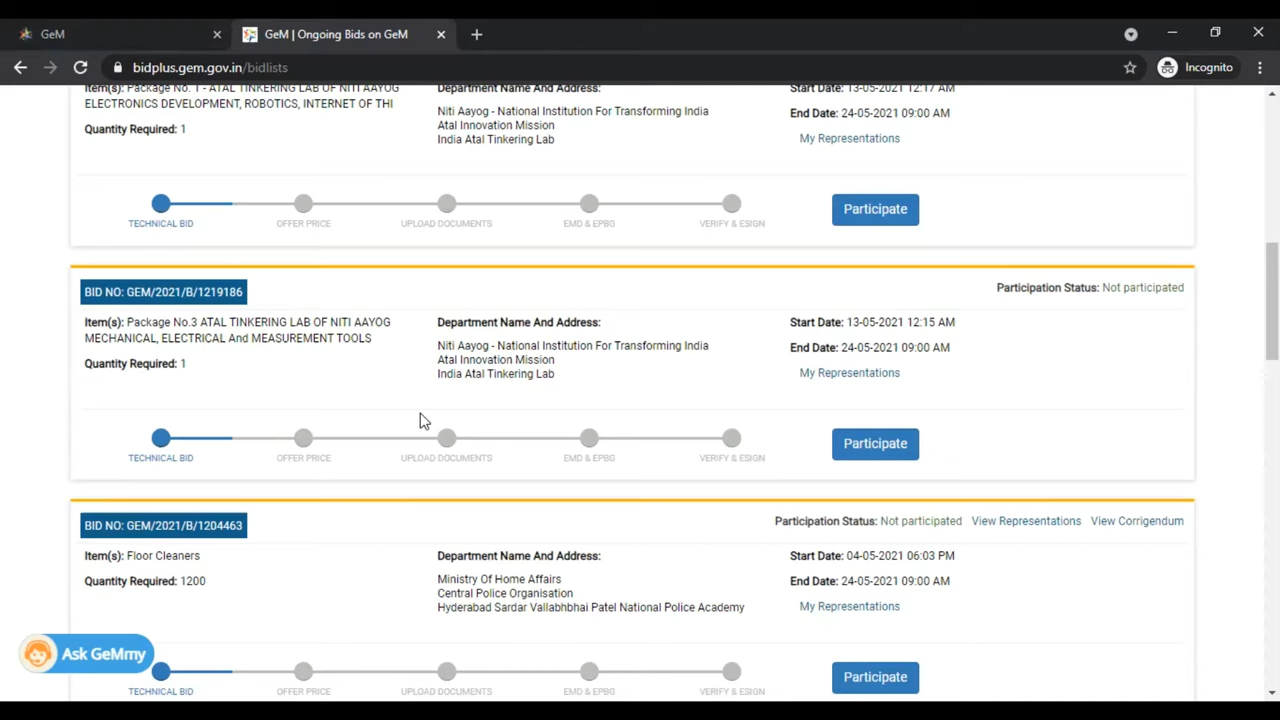 GeM
GeM | Ongoing Bids on GeM
bidplus.gem.gov.in/bidlists
Incognito
Item(s): Package No. 1 - ATAL TINKERING LAB OF NITI AAYOG
ELECTRONICS DEVELOPMENT, ROBOTICS, INTERNET OF THI
Quantity Required: 1
Department Name And Address:
Niti Aayog - National Institution For Transforming India
Atal Innovation Mission
India Atal Tinkering Lab
Start Date: 13-05-2021 12:17 AM
End Date: 24-05-2021 09:00 AM
My Representations
TECHNICAL BID
OFFER PRICE
UPLOAD DOCUMENTS
EMD & EPBG
VERIFY & ESIGN
Participate
BID NO: GEM/2021/B/1219186
Participation Status: Not participated
Item(s): Package No.3 ATAL TINKERING LAB OF NITI AAYOG
MECHANICAL, ELECTRICAL And MEASUREMENT TOOLS
Quantity Required: 1
Department Name And Address:
Niti Aayog - National Institution For Transforming India
Atal Innovation Mission
India Atal Tinkering Lab
Start Date: 13-05-2021 12:15 AM
End Date: 24-05-2021 09:00 AM
My Representations
TECHNICAL BID
OFFER PRICE
UPLOAD DOCUMENTS
EMD & EPBG
VERIFY & ESIGN
Participate
BID NO: GEM/2021/B/1204463
Participation Status: Not participated View Representations View Corrigendum
Item(s): Floor Cleaners
Quantity Required: 1200
Department Name And Address:
Ministry Of Home Affairs
Central Police Organisation
Hyderabad Sardar Vallabhbhai Patel National Police Academy
Start Date: 04-05-2021 06:03 PM
End Date: 24-05-2021 09:00 AM
My Representations
Ask GeMmy
TECHNICAL BID
OFFER PRICE
UPLOAD DOCUMENTS
EMD & EPBG
VERIFY & ESIGN
Participate